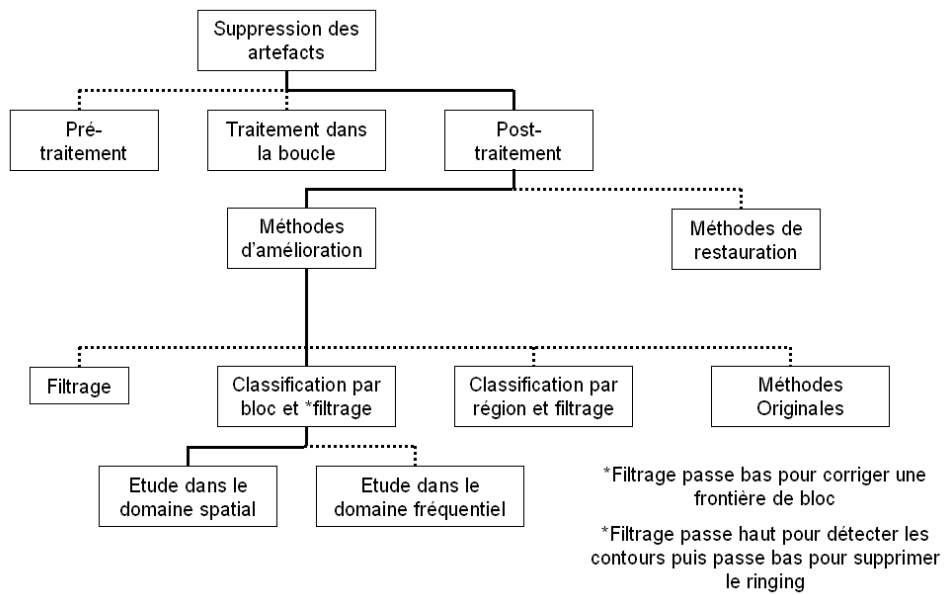 Suppression des
artefacts
Pré-
traitement
Traitement dans
la boucle
Post-
traitement
Méthodes
d'amélioration
Méthodes de
restauration
Filtrage
Classification par
bloc et *filtrage
Classification par
région et filtrage
Méthodes
Originales
Etude dans le
domaine spatial
Etude dans le
domaine fréquentiel
*Filtrage passe bas pour corriger une
frontière de bloc
*Filtrage passe haut pour détecter les
contours puis passe bas pour supprimer
le ringing